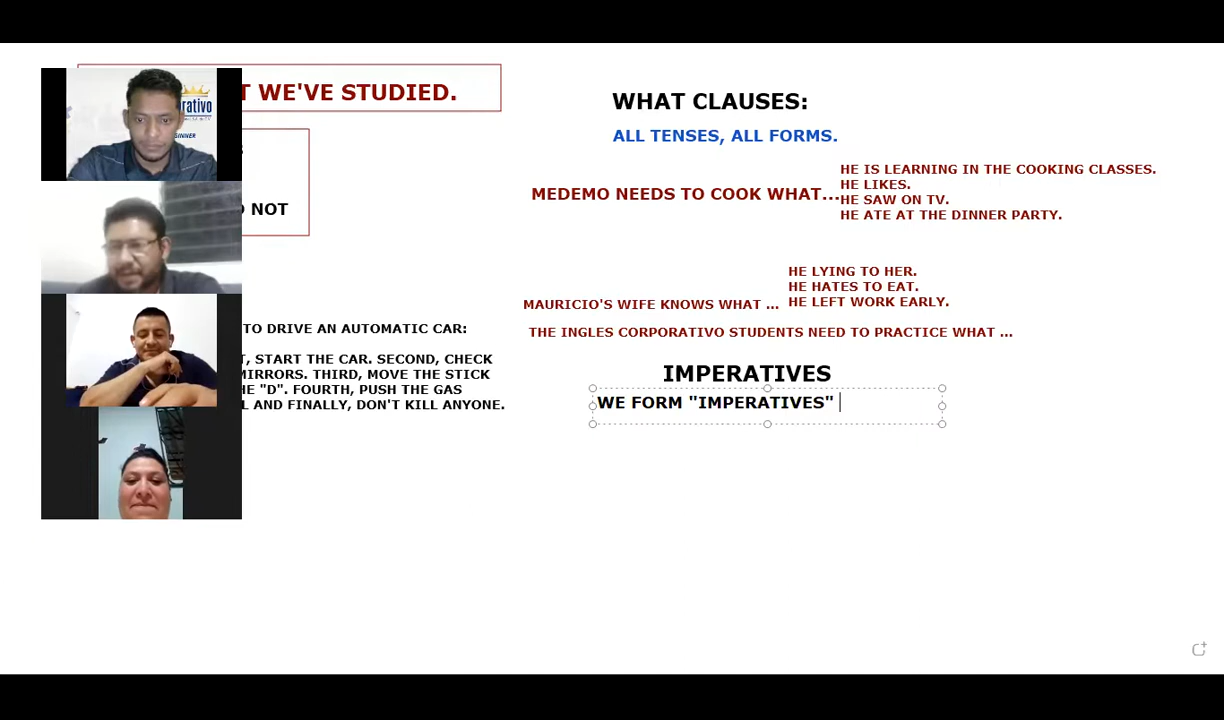 T WE'VE STUDIED.
rativo
SINNER
NOT
TO DRIVE AN AUTOMATIC CAR:
T, START THE CAR. SECOND, CHECK
MIRRORS. THIRD, MOVE THE STICK
HE "D". FOURTH, PUSH THE GAS
L AND FINALLY, DON'T KILL ANYONE.
WHAT CLAUSES:
ALL TENSES, ALL FORMS.
MEDEMO NEEDS TO COOK WHAT...
HE IS LEARNING IN THE COOKING CLASSES.
HE LIKES.
HE SAW ON TV.
HE ATE AT THE DINNER PARTY.
HE LYING TO HER.
HE HATES TO EAT.
HE LEFT WORK EARLY.
MAURICIO'S WIFE KNOWS WHAT ...
THE INGLES CORPORATIVO STUDENTS NEED TO PRACTICE WHAT ...
IMPERATIVES
WE FORM "IMPERATIVES"